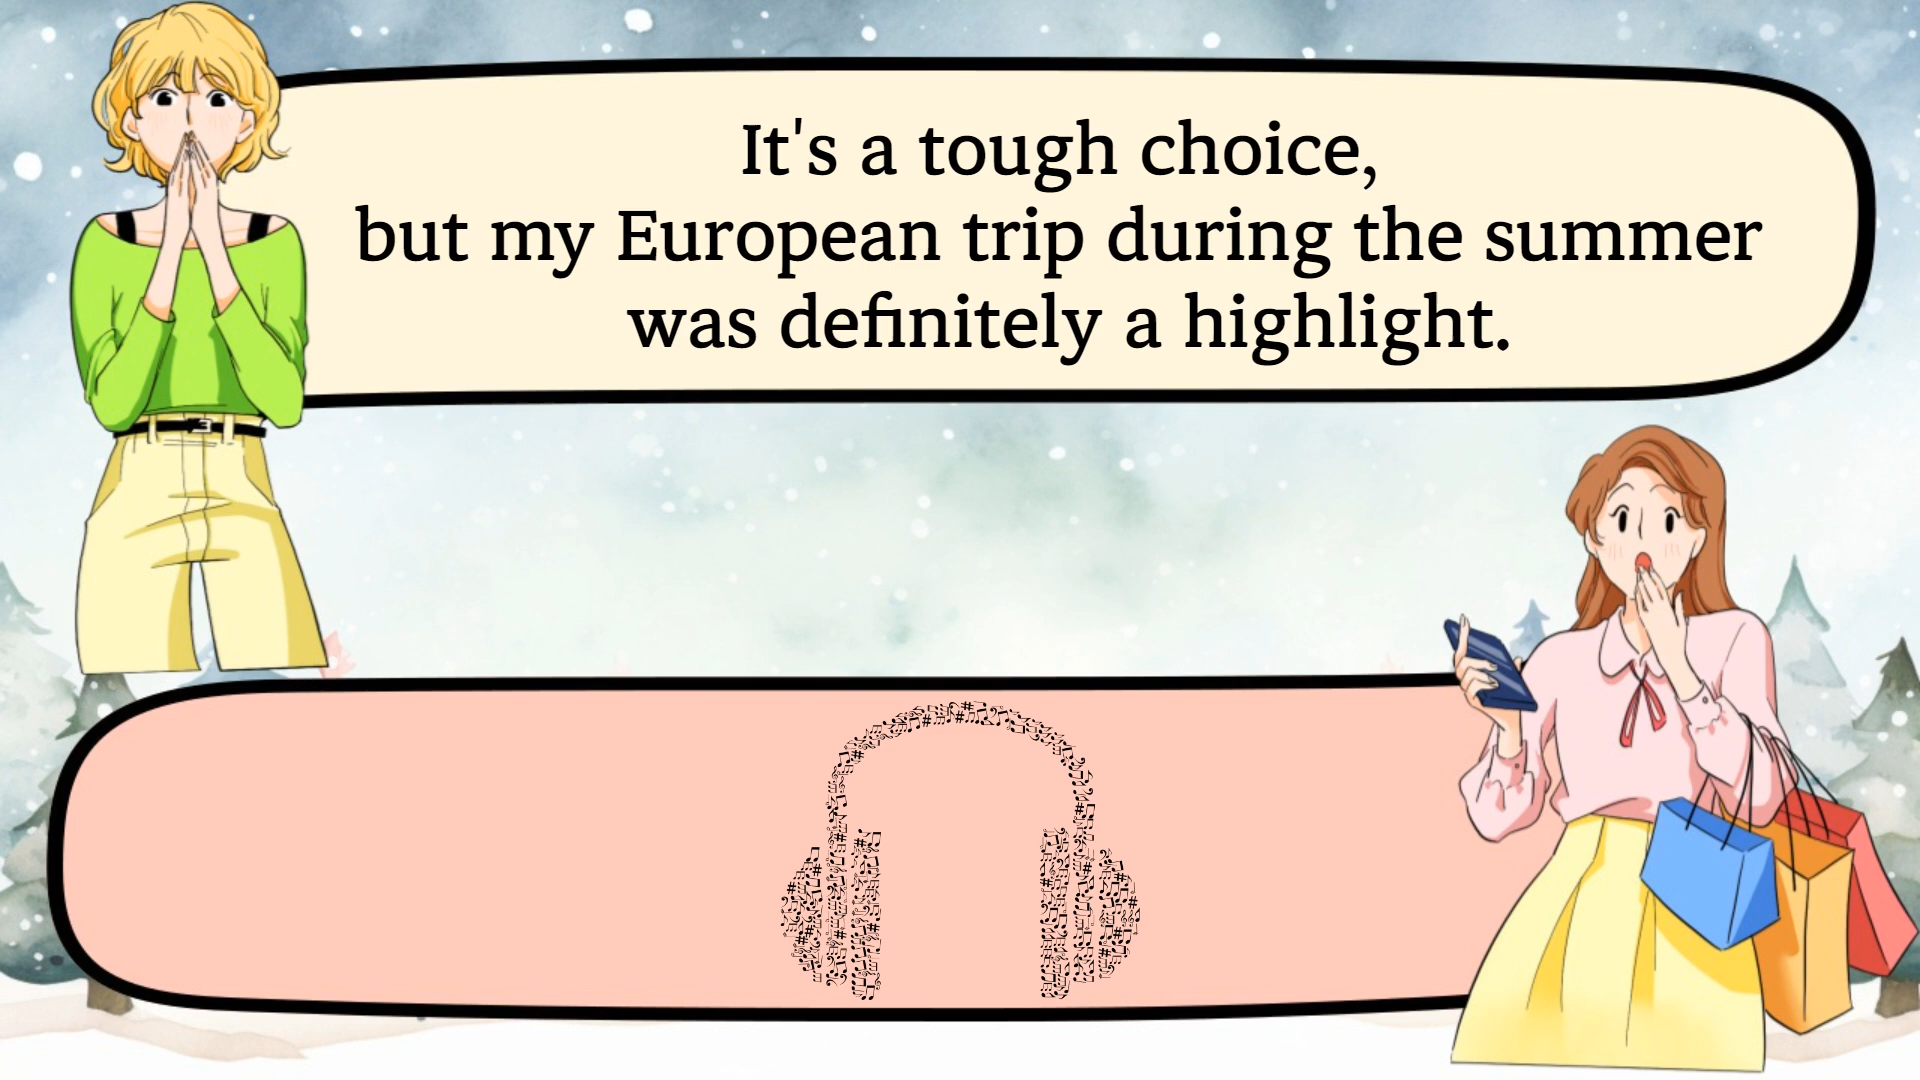 It's a tough choice,
but my European trip during the summer
was definitely a highlight.